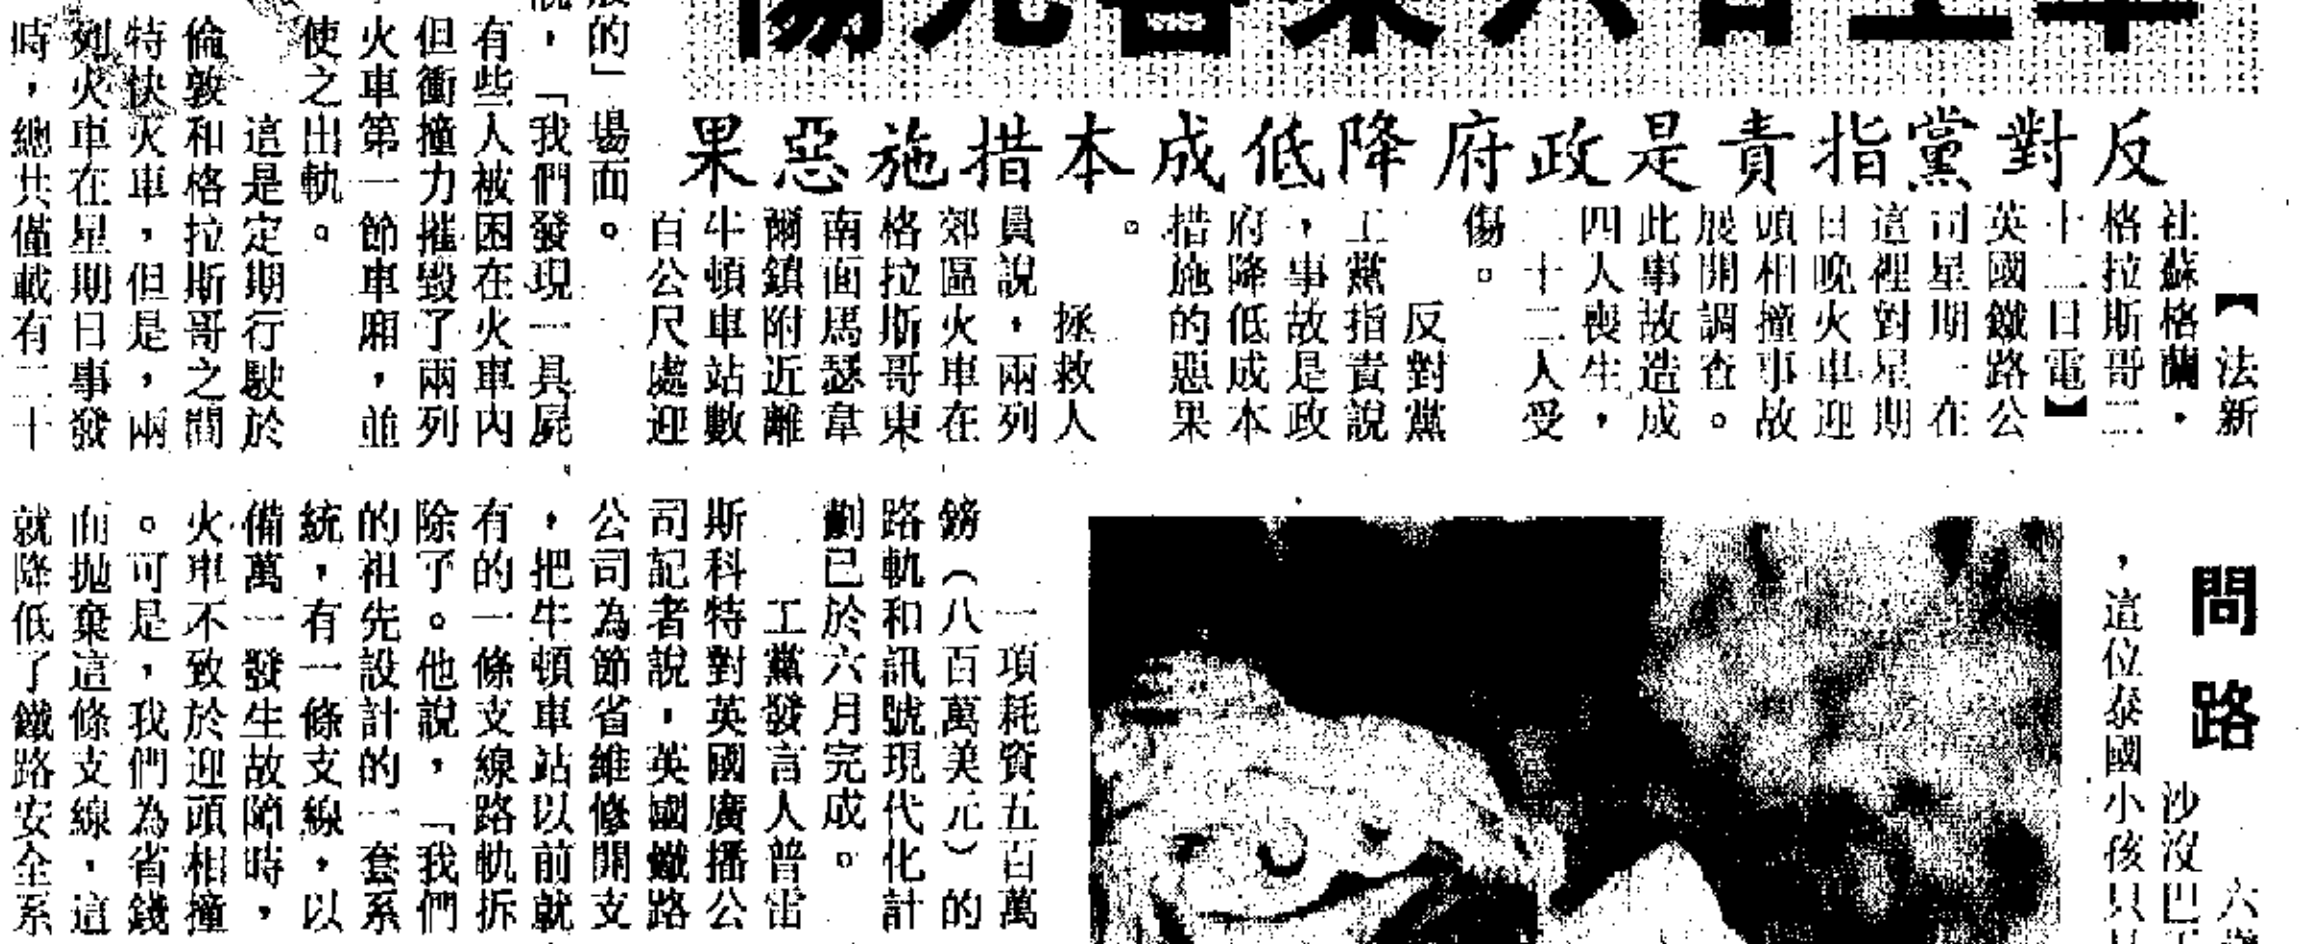 反對黨指責是政府降低成本措施惡果
【法新
社蘇格蘭，
格拉斯哥二
十二日電】
英國鐵路公
司星期一在
這裡對星期
日晚火車迎
頭相撞事故
展開調查。
此事故造成
四人喪生，
二十二人受
傷。
反對黨
工黨指責說
，事故是政
府降低成本
措施的惡果
。
拯救人
員說，兩列
郊區火車在
格拉斯哥東
南面馬瑟韋
爾鎮附近離
牛頓車站數
百公尺處迎
的」場面。
，「我們發現一具屍
有些人被困在火車內
但衝撞力摧毀了兩列
火車第一節車廂，並
使之出軌。
這是定期行駛於
倫敦和格拉斯哥之間
特快火車，但是，兩
列火車在星期日事發
時，總共僅載有二十
一項耗資五百萬
鎊（八百萬美元）的
路軌和訊號現代化計
劃已於六月完成。
工黨發言人普雷
斯科特對英國廣播公
司記者說，英國鐵路
公司為節省維修開支
，把牛頓車站以前就
有的一條支線路軌拆
除了。他說，「我們
的祖先設計的一套系
統，有一條支線，以
備萬一發生故障時，
火車不致於迎頭相撞
。可是，我們為省錢
而拋棄這條支線，這
就降低了鐵路安全系
問路
六
沙沒巴
，這位泰國小孩只